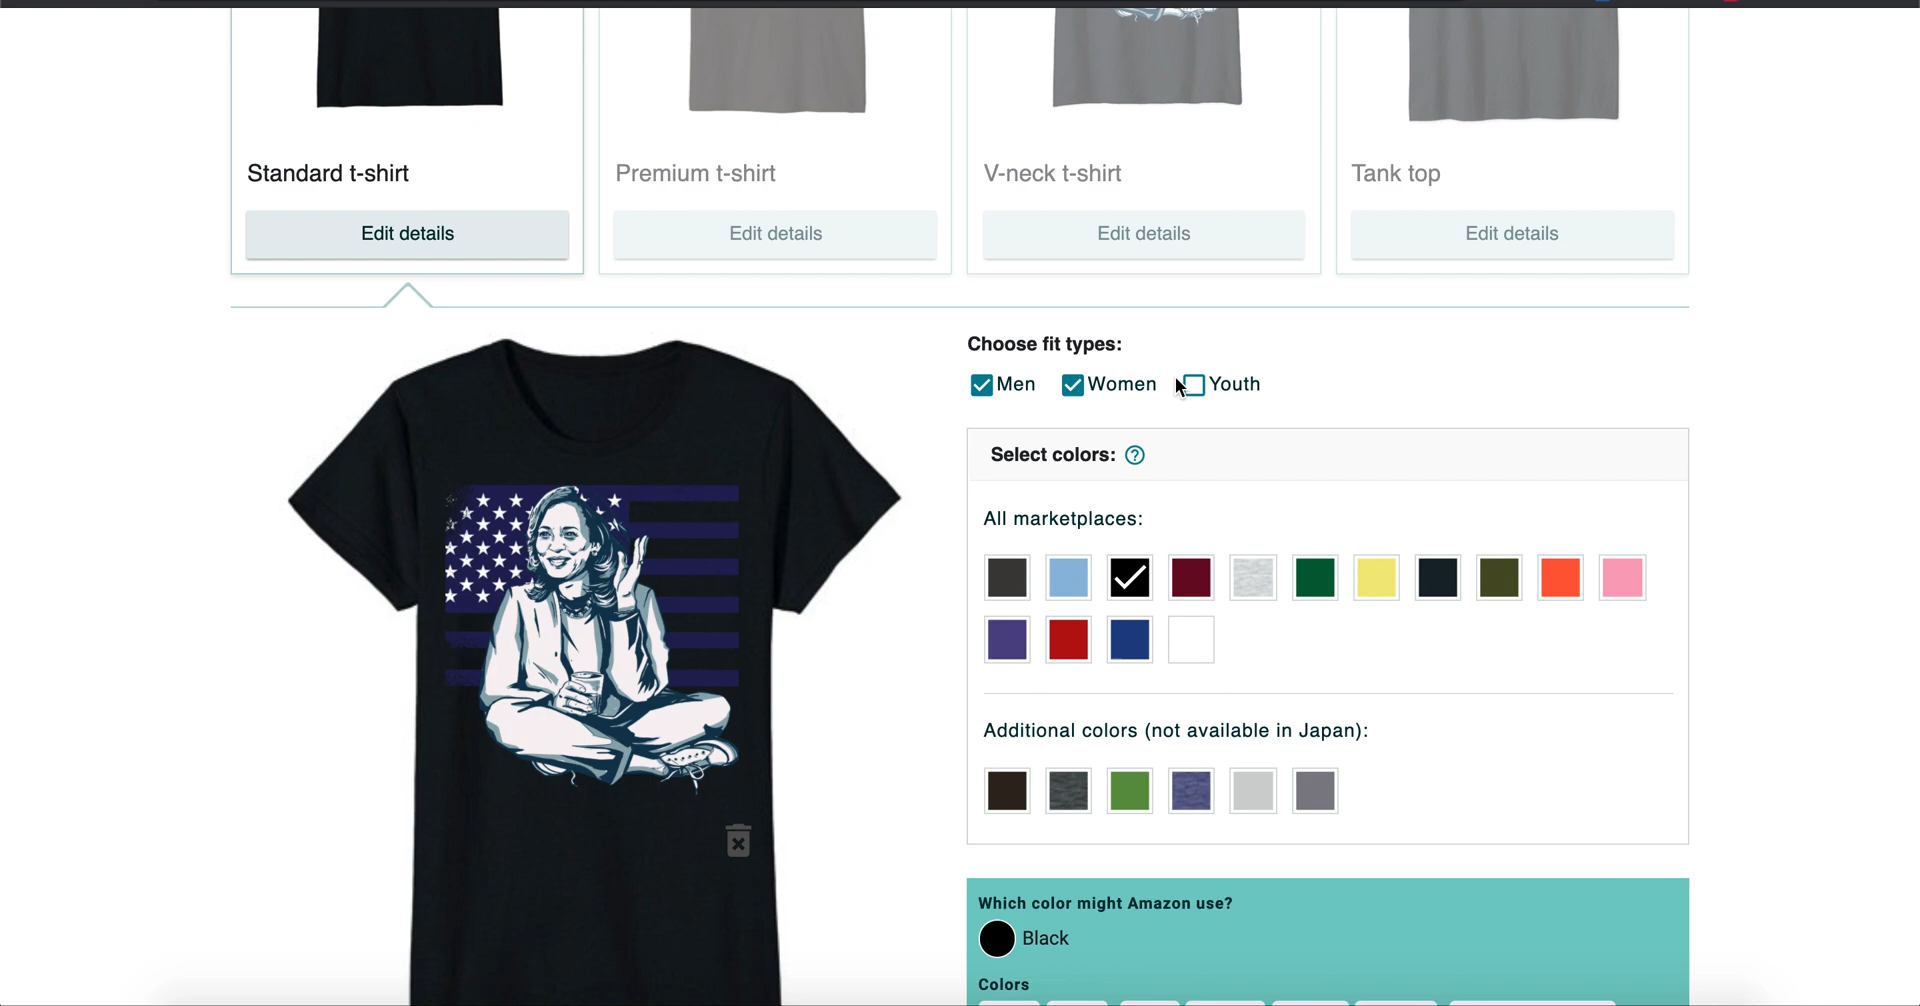 Standard t-shirt
Premium t-shirt
V-neck t-shirt
Tank top
Edit details
Edit details
Edit details
Edit details
Choose fit types:
Men
Women
Youth
Select colors:
?
All marketplaces:
Additional colors (not available in Japan):
Which color might Amazon use?
Black
Colors